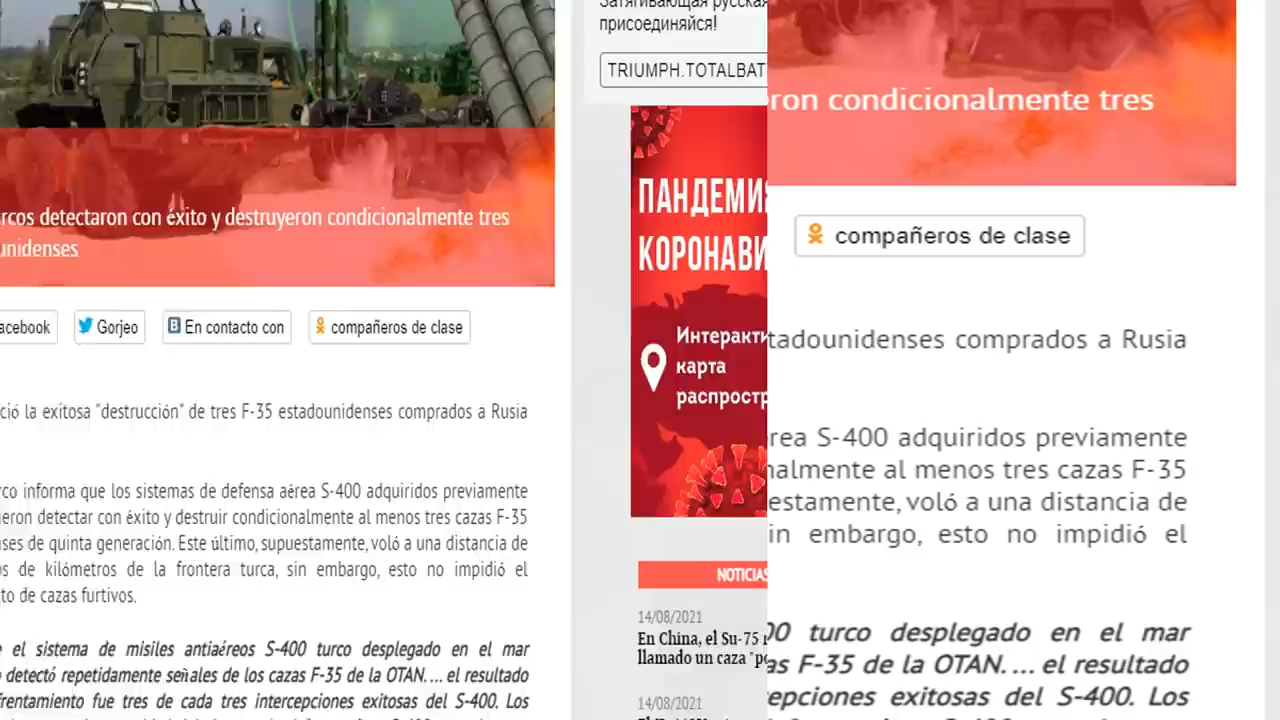 rcos detectaron con éxito y destruyeron condicionalmente tres
unidenses
acebook
Gorjeo
En contacto con
compañeros de clase
ció la exitosa "destrucción" de tres F-35 estadounidenses comprados a Rusia
rco informa que los sistemas de defensa aérea S-400 adquiridos previamente
eron detectar con éxito y destruir condicionalmente al menos tres cazas F-35
ses de quinta generación. Este último, supuestamente, voló a una distancia de
s de kilómetros de la frontera turca, sin embargo, esto no impidió el
to de cazas furtivos.
e el sistema de misiles antiaéreos S-400 turco desplegado en el mar
detectó repetidamente señales de los cazas F-35 de la OTAN. ... el resultado
frentamiento fue tres de cada tres intercepciones exitosas del S-400. Los
Затягивающая русская
присоединяйся!
TRIUMPH.TOTALBAT
ПАНДЕМИ
КОРОНАВИ
Интеракти
карта
распростр
NOTICIAS
14/08/2021
En China, el Su-75
llamado un caza "p
14/08/2021
ron condicionalmente tres
compañeros de clase
tadounidenses comprados a Rusia
rea S-400 adquiridos previamente
nalmente al menos tres cazas F-35
estamente, voló a una distancia de
in embargo, esto no impidió el
00 turco desplegado en el mar
as F-35 de la OTAN. ... el resultado
epciones exitosas del S-400. Los